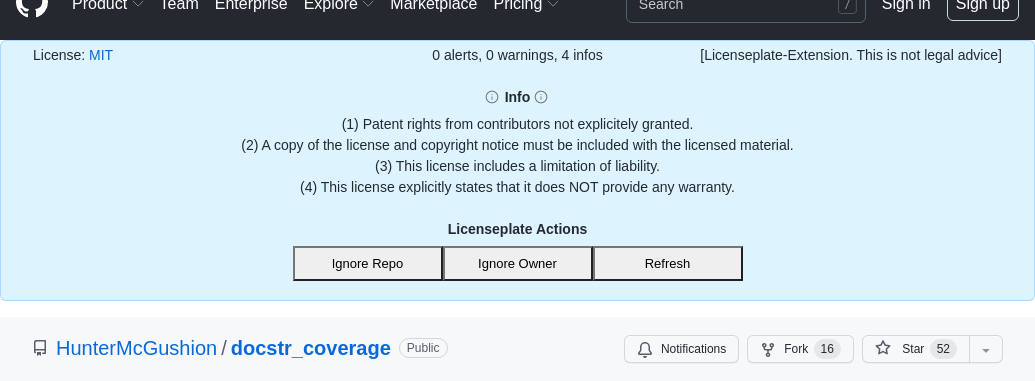 Product Team Enterprise Explore Marketplace Pricing Search / Sign in Sign up
License: MIT 0 alerts, 0 warnings, 4 infos [Licenseplate-Extension. This is not legal advice]
Info
(1) Patent rights from contributors not explicitely granted.
(2) A copy of the license and copyright notice must be included with the licensed material.
(3) This license includes a limitation of liability.
(4) This license explicitly states that it does NOT provide any warranty.
Licenseplate Actions
Ignore Repo Ignore Owner Refresh
HunterMcGushion / docstr_coverage Public Notifications Fork 16 Star 52